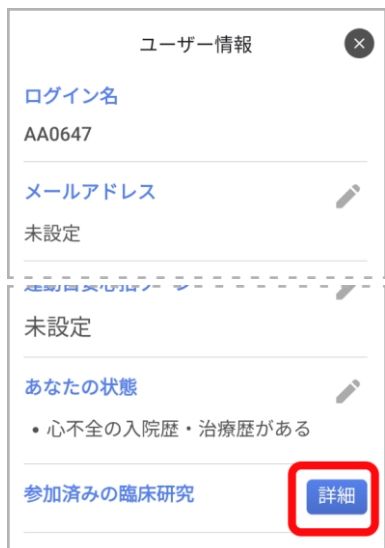 ユーザー情報
ログイン名
AA0647
メールアドレス
未設定
未設定
あなたの状態
• 心不全の入院歴・治療歴がある
参加済みの臨床研究
詳細